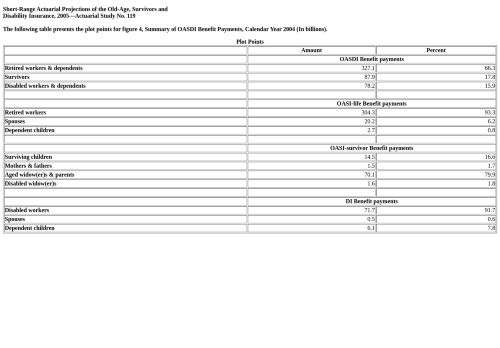 Short-Range Actuarial Projections of the Old-Age, Survivors and
Disability Insurance, 2005—Actuarial Study No. 119
The following table presents the plot points for figure 4, Summary of OASDI Benefit Payments, Calendar Year 2004 (In billions).
Plot Points
Amount Percent
OASDI Benefit payments
Retired workers & dependents 327.1 66.3
Survivors 87.9 17.8
Disabled workers & dependents 78.2 15.9
OASI-life Benefit payments
Retired workers 304.3 93.3
Spouses 20.2 6.2
Dependent children 2.7 0.8
OASI-survivor Benefit payments
Surviving children 14.5 16.6
Mothers & fathers 1.5 1.7
Aged widow(er)s & parents 70.1 79.9
Disabled widow(er)s 1.6 1.8
DI Benefit payments
Disabled workers 71.7 91.7
Spouses 0.5 0.6
Dependent children 6.1 7.8